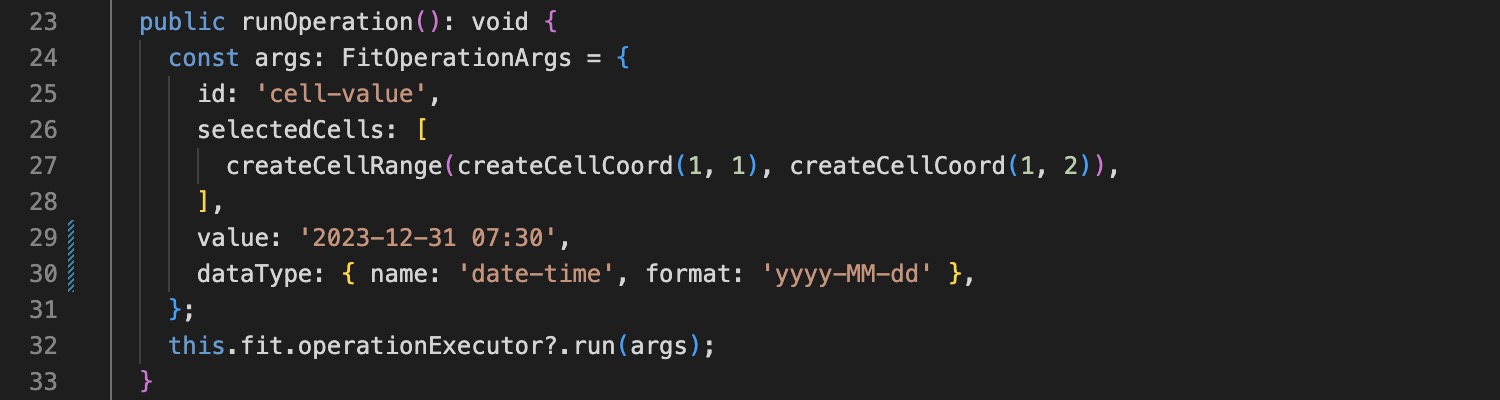 23 public runOperation(): void {
24 const args: FitOperationArgs = {
25 id: 'cell-value',
26 selectedCells: [
27 createCellRange(createCellCoord(1, 1), createCellCoord(1, 2)),
28 ],
29 value: '2023-12-31 07:30',
30 dataType: { name: 'date-time', format: 'yyyy-MM-dd' },
31 };
32 this.fit.operationExecutor?.run(args);
33 }